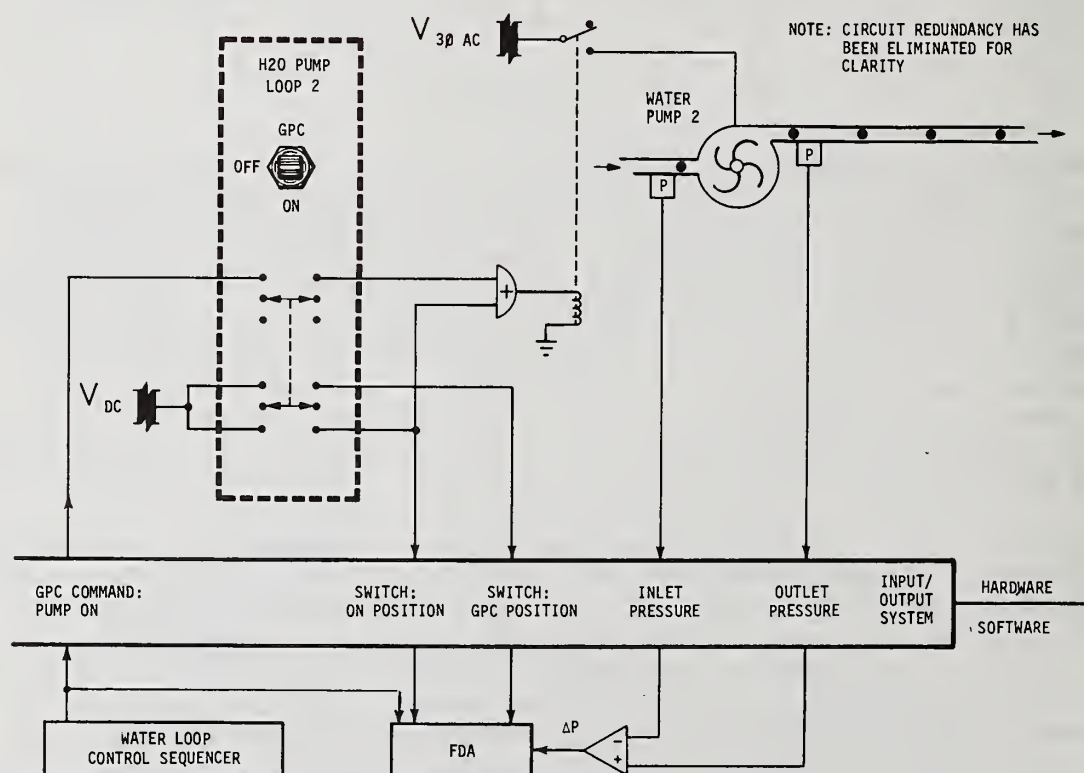 V 3ø AC
NOTE: CIRCUIT REDUNDANCY HAS
BEEN ELIMINATED FOR
CLARITY
H2O PUMP
LOOP 2
GPC
OFF
ON
WATER
PUMP 2
P
P
+
V DC
GPC COMMAND:
PUMP ON
SWITCH:
ON POSITION
SWITCH:
GPC POSITION
INLET
PRESSURE
OUTLET
PRESSURE
INPUT/
OUTPUT
SYSTEM
HARDWARE
SOFTWARE
WATER LOOP
CONTROL SEQUENCER
FDA
ΔP
-
+